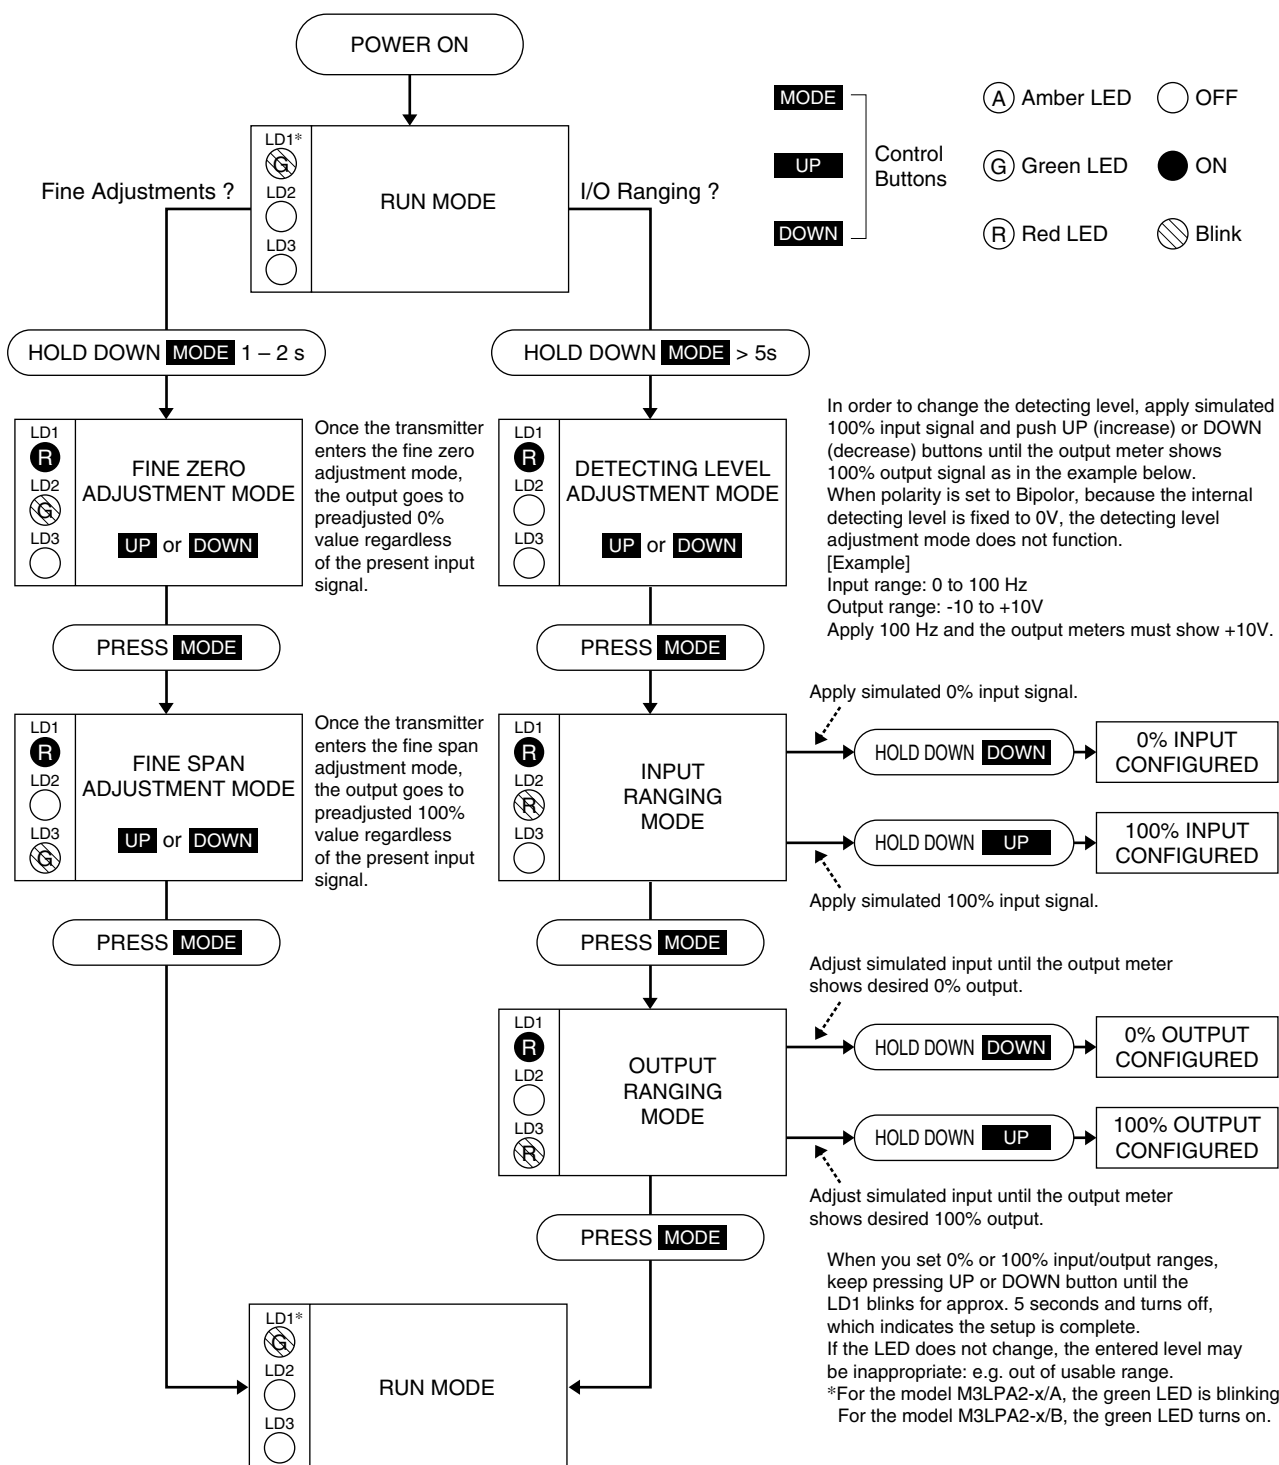 POWER ON
MODE
UP
DOWN
Control
Buttons
A Amber LED
G Green LED
R Red LED
OFF
ON
Blink
LD1*
G
LD2
LD3
RUN MODE
Fine Adjustments ?
I/O Ranging ?
HOLD DOWN MODE 1 – 2 s
HOLD DOWN MODE > 5s
LD1
R
LD2
G
LD3
FINE ZERO
ADJUSTMENT MODE
UP or DOWN
Once the transmitter
enters the fine zero
adjustment mode,
the output goes to
preadjusted 0%
value regardless
of the present input
signal.
LD1
R
LD2
LD3
DETECTING LEVEL
ADJUSTMENT MODE
UP or DOWN
In order to change the detecting level, apply simulated
100% input signal and push UP (increase) or DOWN
(decrease) buttons until the output meter shows
100% output signal as in the example below.
When polarity is set to Bipolor, because the internal
detecting level is fixed to 0V, the detecting level
adjustment mode does not function.
[Example]
Input range: 0 to 100 Hz
Output range: -10 to +10V
Apply 100 Hz and the output meters must show +10V.
PRESS MODE
PRESS MODE
LD1
R
LD2
LD3
G
FINE SPAN
ADJUSTMENT MODE
UP or DOWN
Once the transmitter
enters the fine span
adjustment mode,
the output goes to
preadjusted 100%
value regardless
of the present input
signal.
LD1
R
LD2
R
LD3
INPUT
RANGING
MODE
Apply simulated 0% input signal.
HOLD DOWN DOWN
0% INPUT
CONFIGURED
HOLD DOWN UP
100% INPUT
CONFIGURED
Apply simulated 100% input signal.
PRESS MODE
PRESS MODE
LD1
R
LD2
LD3
R
OUTPUT
RANGING
MODE
Adjust simulated input until the output meter
shows desired 0% output.
HOLD DOWN DOWN
0% OUTPUT
CONFIGURED
HOLD DOWN UP
100% OUTPUT
CONFIGURED
Adjust simulated input until the output meter
shows desired 100% output.
PRESS MODE
When you set 0% or 100% input/output ranges,
keep pressing UP or DOWN button until the
LD1 blinks for approx. 5 seconds and turns off,
which indicates the setup is complete.
If the LED does not change, the entered level may
be inappropriate: e.g. out of usable range.
*For the model M3LPA2-x/A, the green LED is blinking
For the model M3LPA2-x/B, the green LED turns on.
LD1*
G
LD2
LD3
RUN MODE